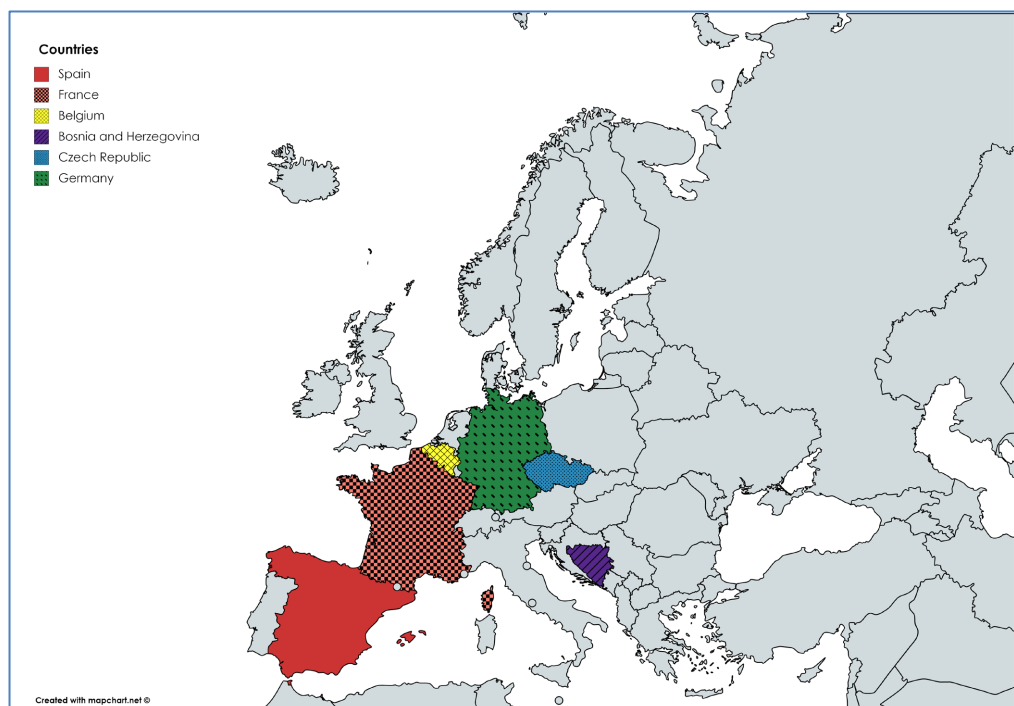 Countries
Spain
France
Belgium
Bosnia and Herzegovina
Czech Republic
Germany
Created with mapchart.net ©